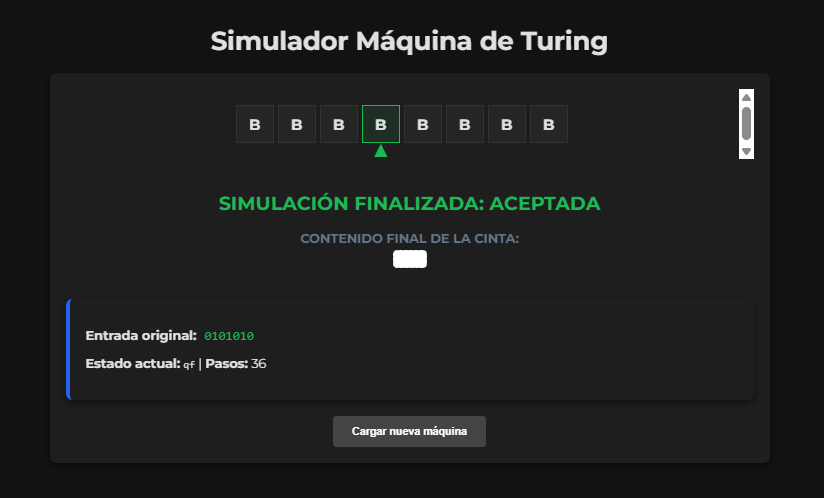 Simulador Máquina de Turing
B B B B B B B B
SIMULACIÓN FINALIZADA: ACEPTADA
CONTENIDO FINAL DE LA CINTA:
Entrada original: 0101010
Estado actual: qf | Pasos: 36
Cargar nueva máquina